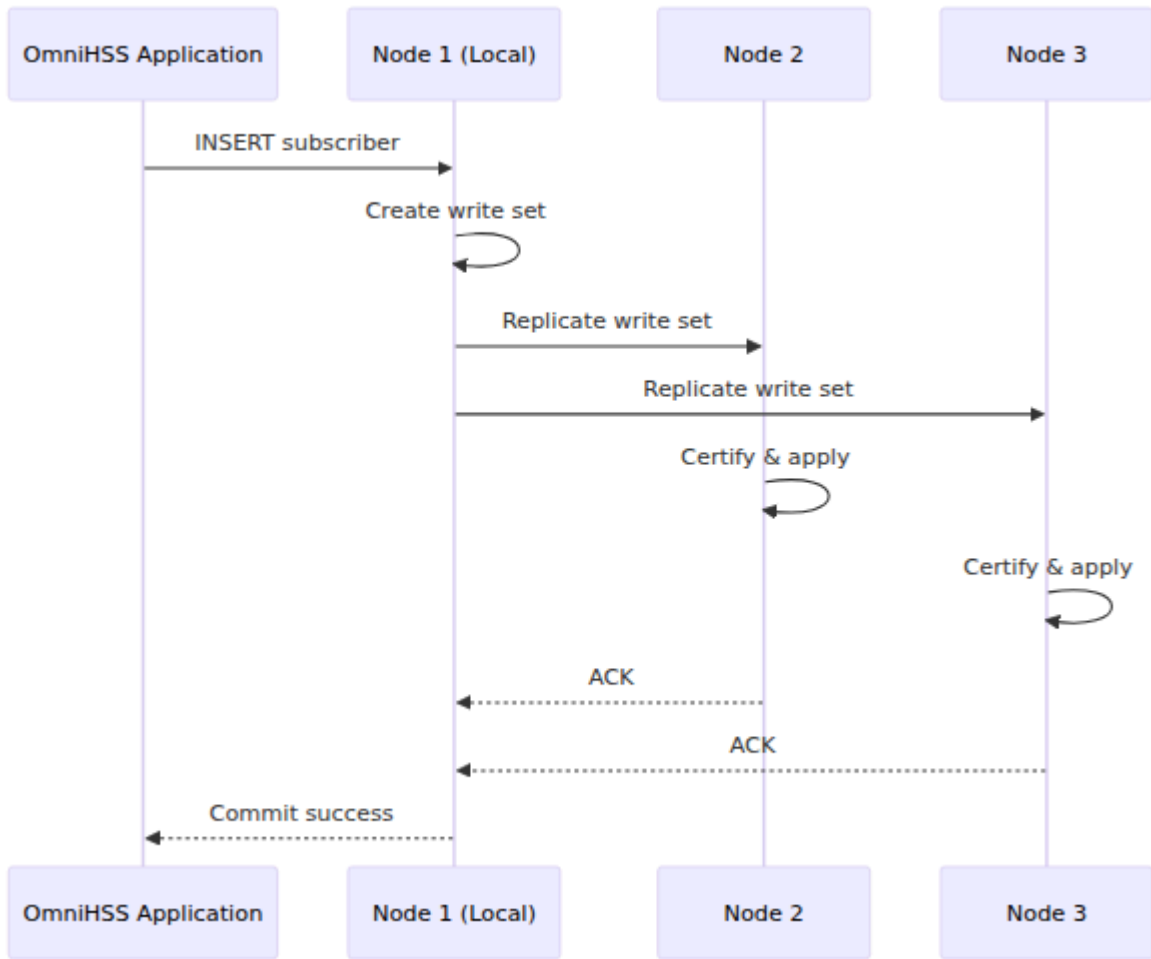 OmniHSS Application
Node 1 (Local)
Node 2
Node 3
INSERT subscriber
Create write set
Replicate write set
Replicate write set
Certify & apply
Certify & apply
ACK
ACK
Commit success
OmniHSS Application
Node 1 (Local)
Node 2
Node 3